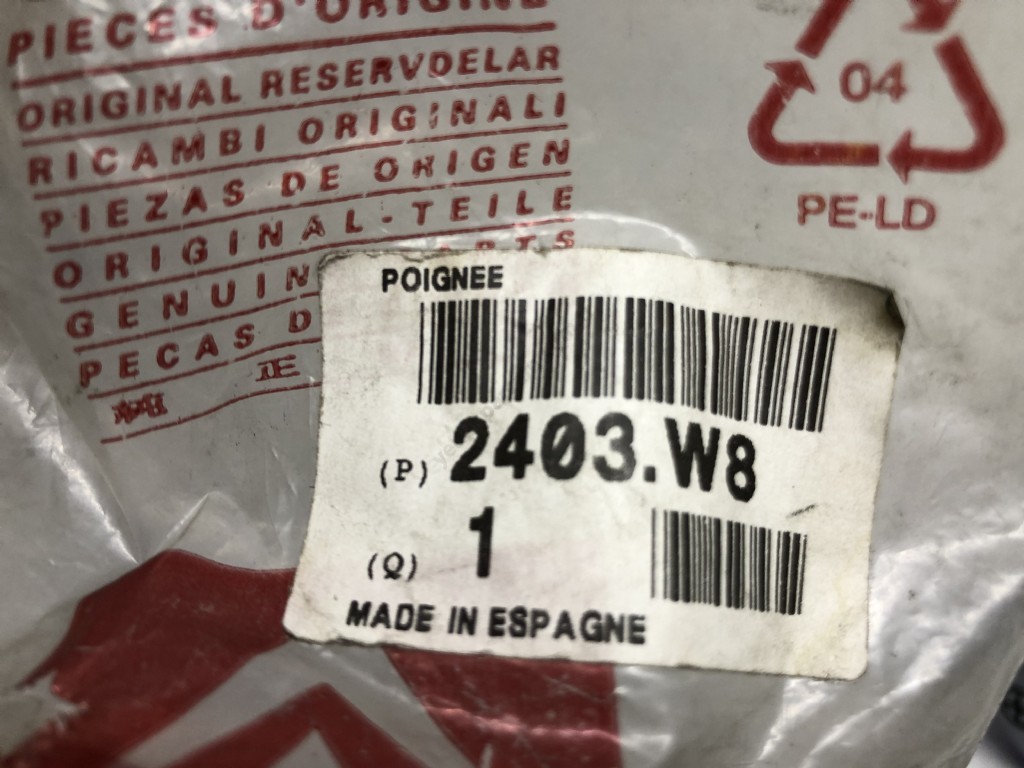 PIECES D'ORIGINE
ORIGINAL RESERVDELAR
RICAMBI ORIGINALI
PIEZAS DE ORIGEN
ORIGINAL-TEILE
GENUIN
PECAS D
04
PE-LD
POIGNEE
(P) 2403.W8
(Q) 1
MADE IN ESPAGNE